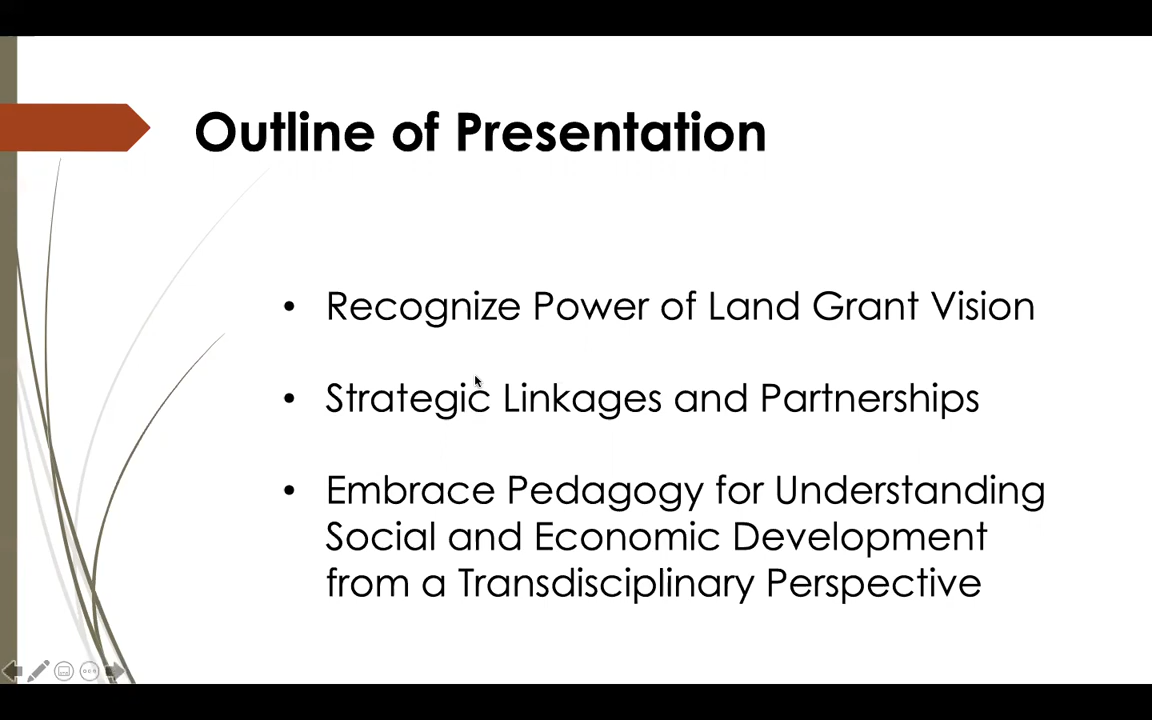 Outline of Presentation
• Recognize Power of Land Grant Vision
• Strategic Linkages and Partnerships
• Embrace Pedagogy for Understanding
Social and Economic Development
from a Transdisciplinary Perspective